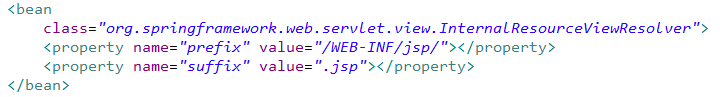 <bean
class="org.springframework.web.servlet.view.InternalResourceViewResolver">
<property name="prefix" value="/WEB-INF/jsp/"></property>
<property name="suffix" value=".jsp"></property>
</bean>